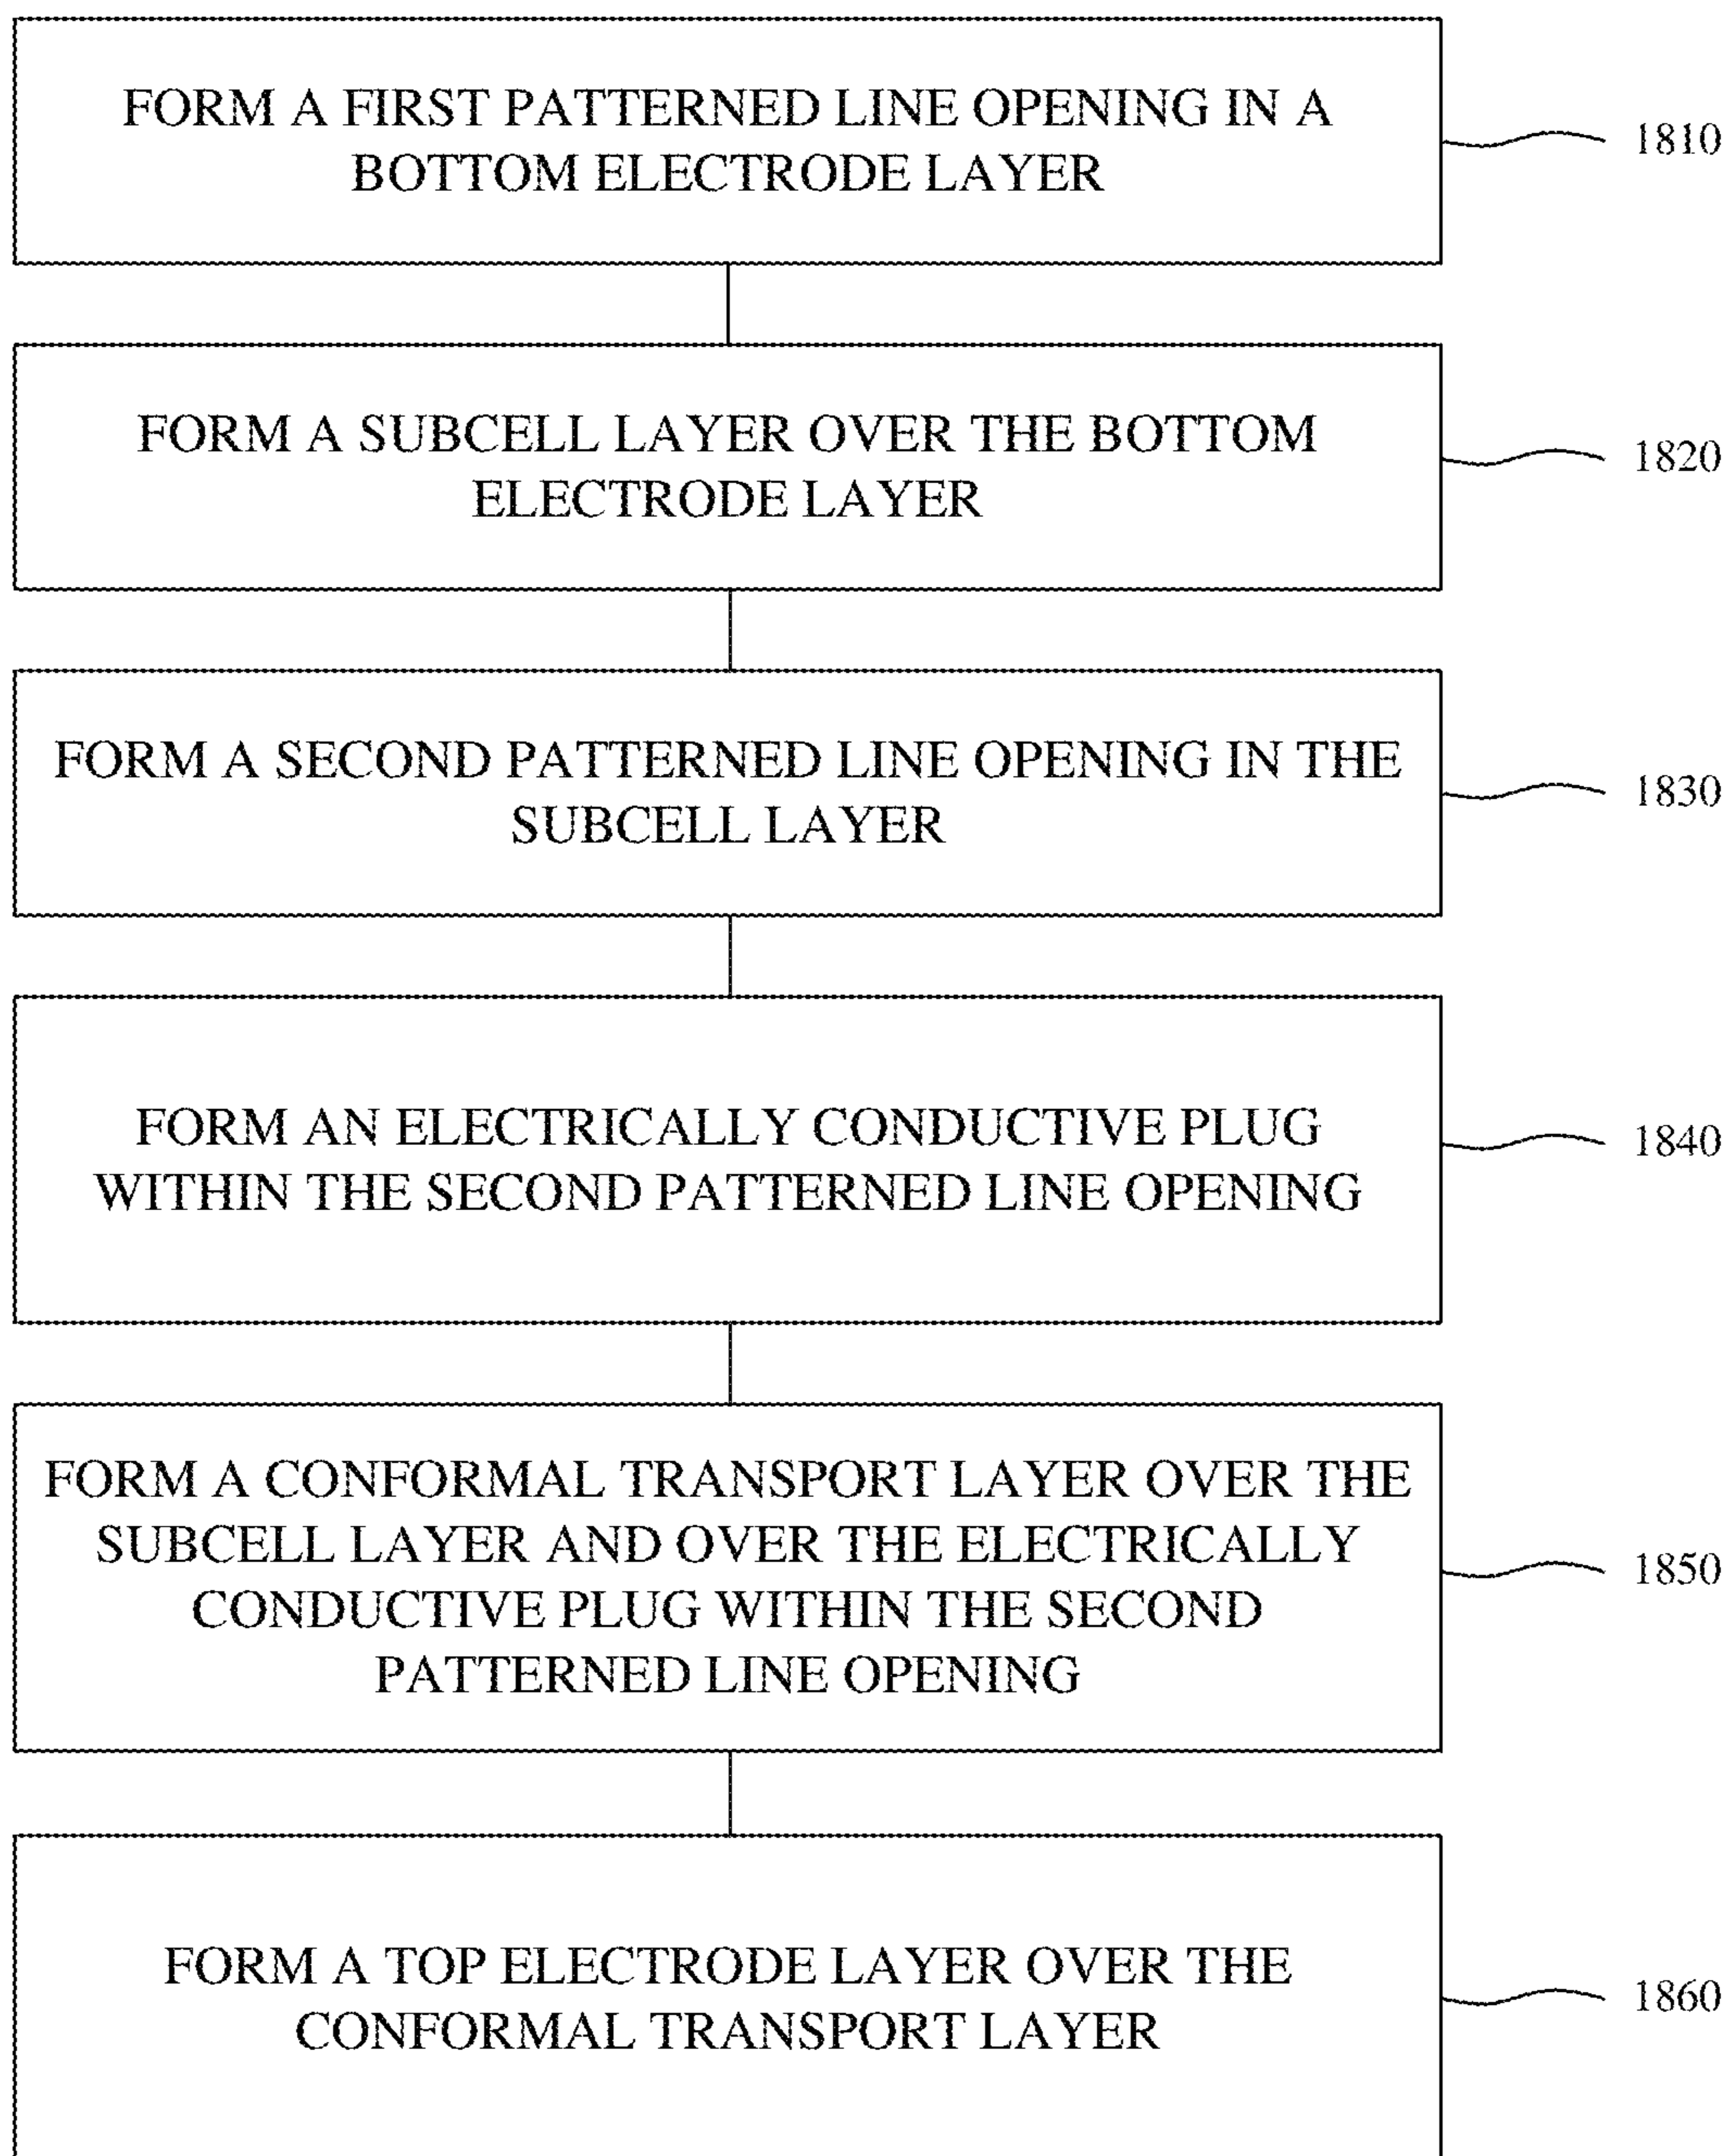 FORM A FIRST PATTERNED LINE OPENING IN A
BOTTOM ELECTRODE LAYER
1810
FORM A SUBCELL LAYER OVER THE BOTTOM
ELECTRODE LAYER
1820
FORM A SECOND PATTERNED LINE OPENING IN THE
SUBCELL LAYER
1830
FORM AN ELECTRICALLY CONDUCTIVE PLUG
WITHIN THE SECOND PATTERNED LINE OPENING
1840
FORM A CONFORMAL TRANSPORT LAYER OVER THE
SUBCELL LAYER AND OVER THE ELECTRICALLY
CONDUCTIVE PLUG WITHIN THE SECOND
PATTERNED LINE OPENING
1850
FORM A TOP ELECTRODE LAYER OVER THE
CONFORMAL TRANSPORT LAYER
1860